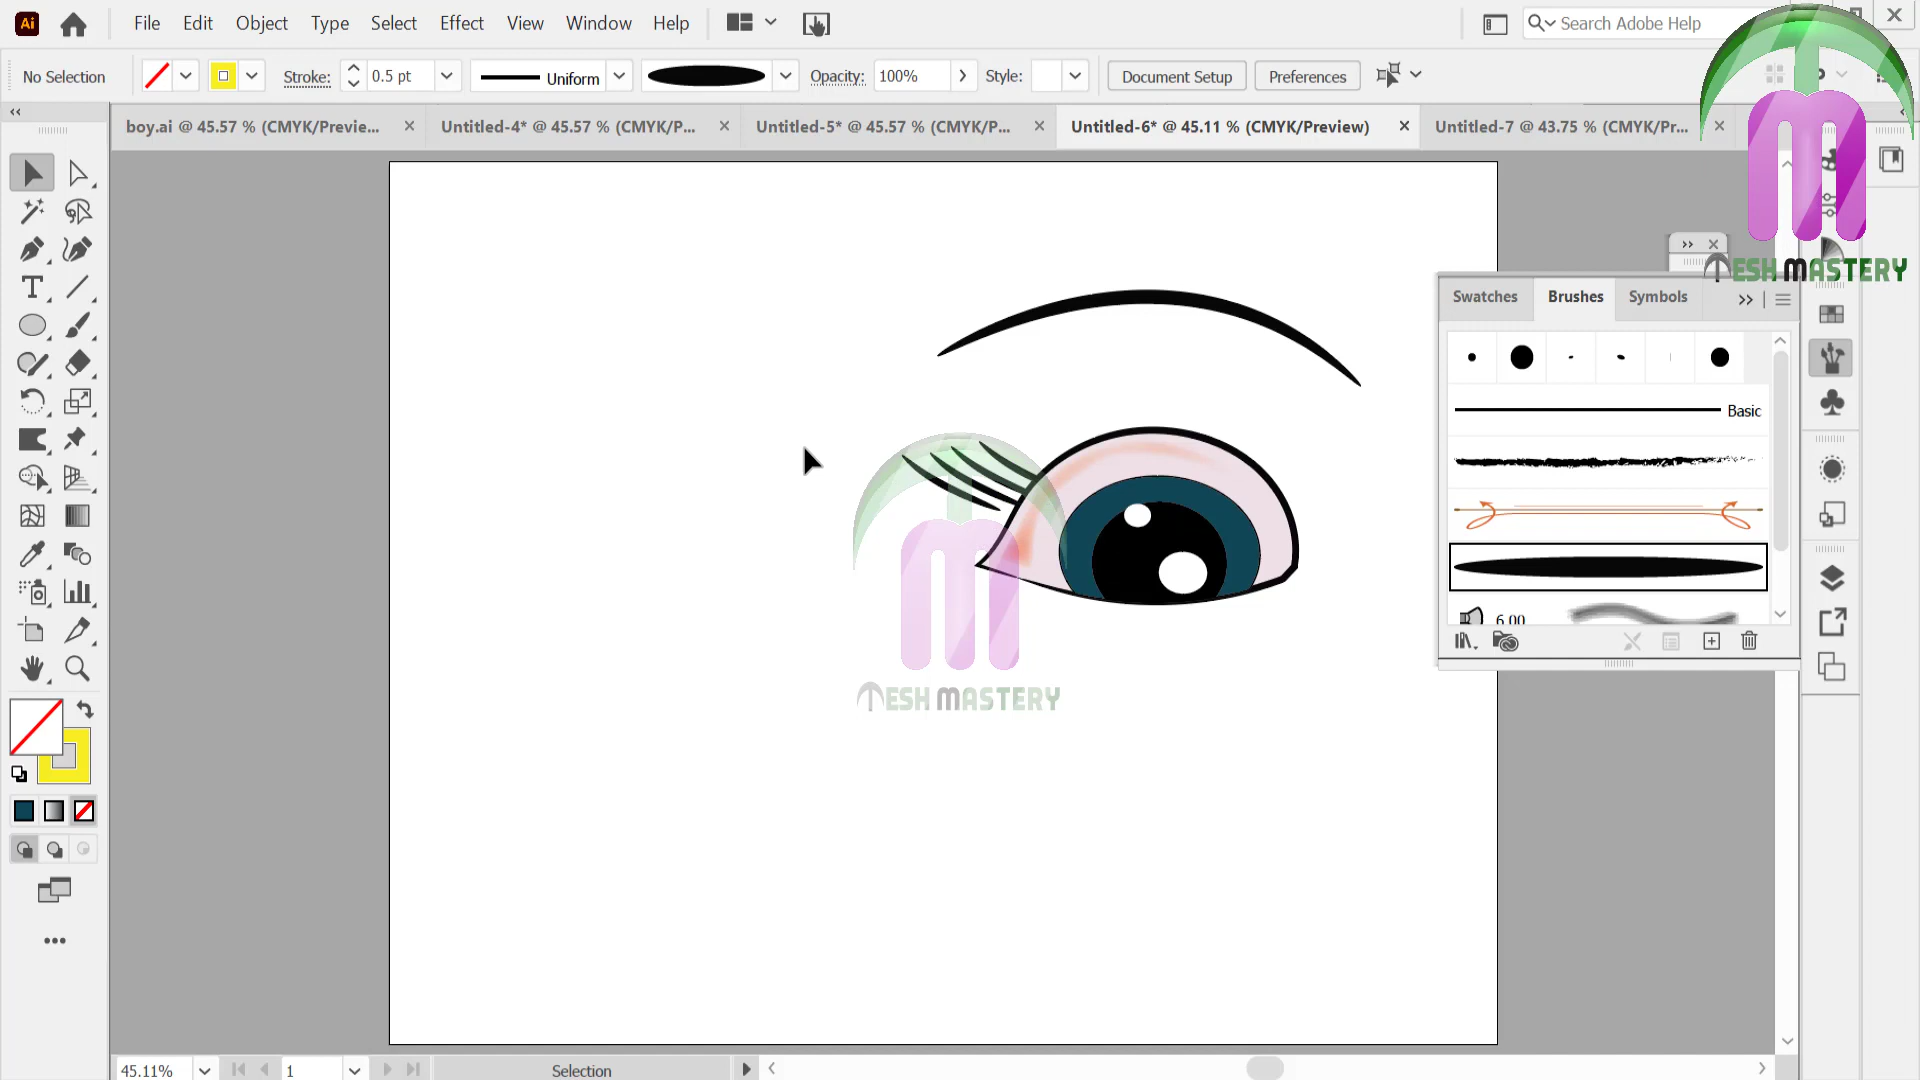 Ai File Edit Object Type Select Effect View Window Help Search Adobe Help
No Selection Stroke: 0.5 pt Uniform Opacity: 100% Style: Document Setup Preferences
boy.ai @ 45.57 % (CMYK/Previe... Untitled-4* @ 45.57 % (CMYK/P... Untitled-5* @ 45.57 % (CMYK/P... Untitled-6* @ 45.11 % (CMYK/Preview) Untitled-7 @ 43.75 % (CMYK/Pr...
TESH MASTERY
Swatches Brushes Symbols
Basic
6.00
TESH MASTERY
45.11% 1 Selection